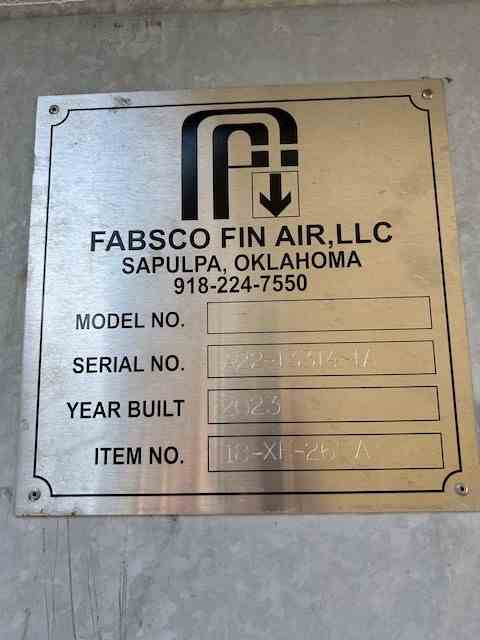 FABSCO FIN AIR, LLC
SAPULPA, OKLAHOMA
918-224-7550
MODEL NO.
SERIAL NO.
YEAR BUILT 2023
ITEM NO.